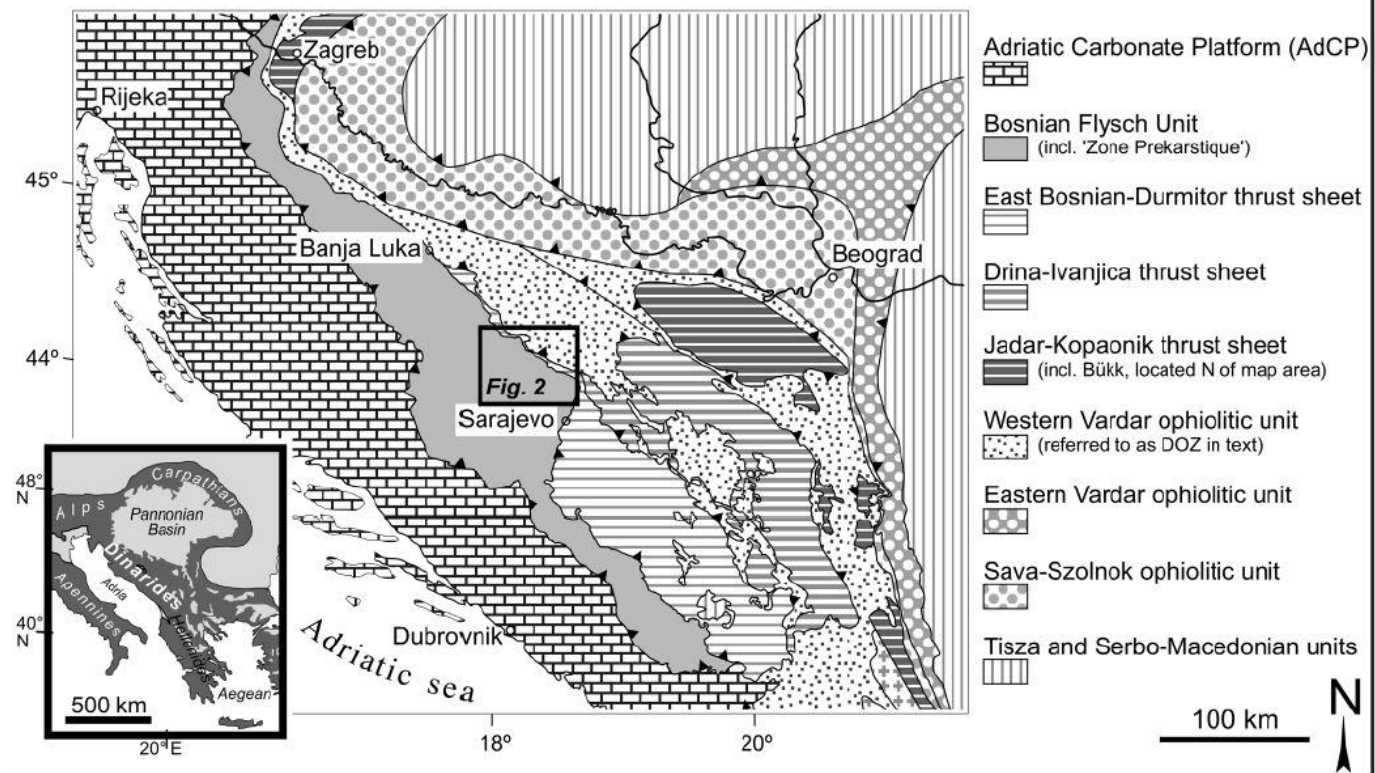 Zagreb
Rijeka
45°
Banja Luka
Beograd
44°
Fig. 2
Sarajevo
Dubrovnik
Adriatic sea
18°
20°
48°
N
40°
N
20°E
Alps
Carpathians
Pannonian
Basin
Dinarides
Adria
Apennines
Hellenides
Aegean
500 km
Adriatic Carbonate Platform (AdCP)
Bosnian Flysch Unit
(incl. 'Zone Prekarstique')
East Bosnian-Durmitor thrust sheet
Drina-Ivanjica thrust sheet
Jadar-Kopaonik thrust sheet
(incl. Bükk, located N of map area)
Western Vardar ophiolitic unit
(referred to as DOZ in text)
Eastern Vardar ophiolitic unit
Sava-Szolnok ophiolitic unit
Tisza and Serbo-Macedonian units
100 km
N